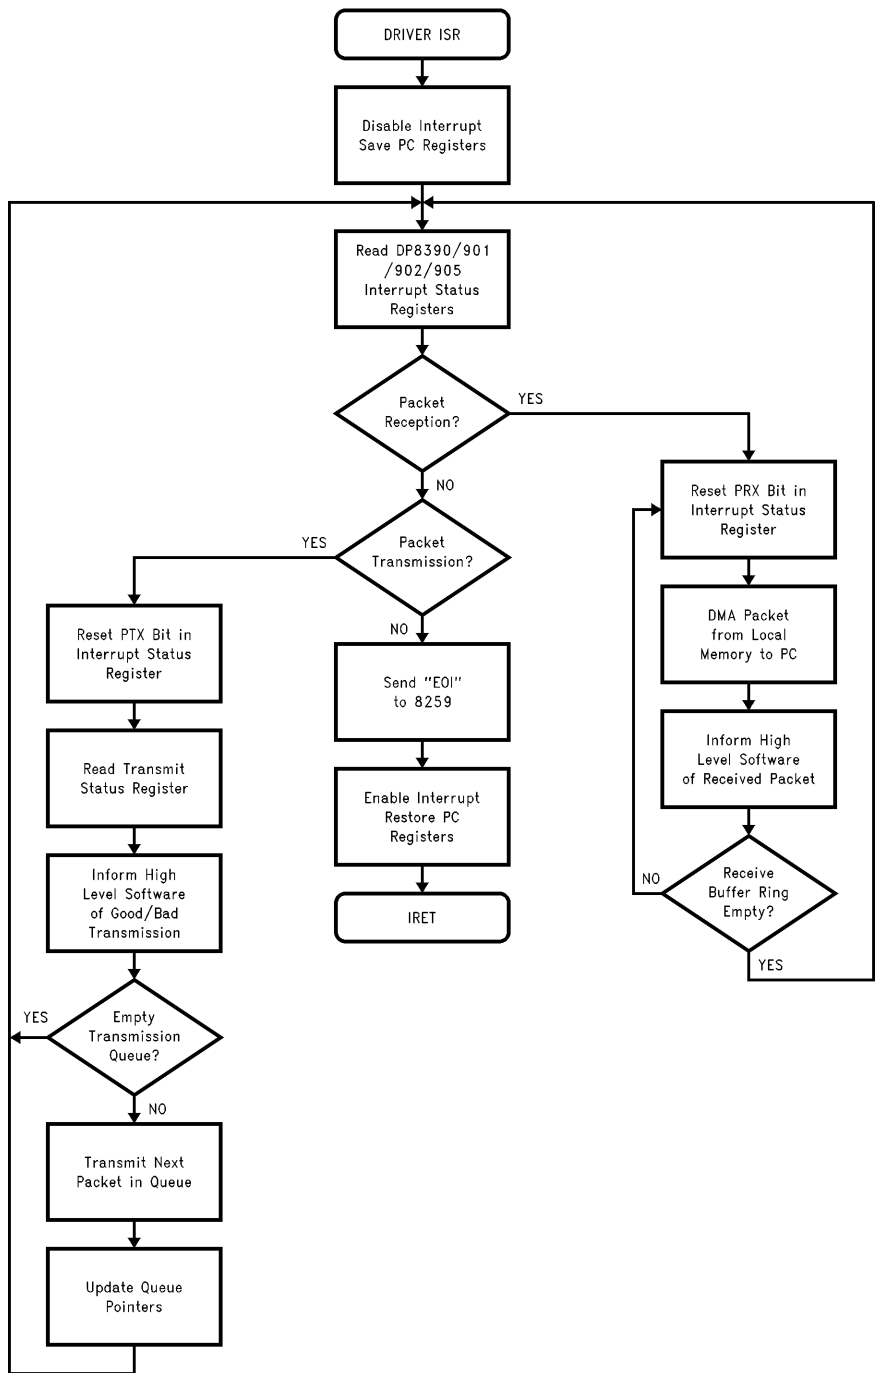 DRIVER ISR
Disable Interrupt
Save PC Registers
Read DP8390/901
/902/905
Interrupt Status
Registers
Packet
Reception?
YES
NO
Reset PRX Bit in
Interrupt Status
Register
DMA Packet
from Local
Memory to PC
Inform High
Level Software
of Received Packet
Receive
Buffer Ring
Empty?
NO
YES
Packet
Transmission?
YES
NO
Send "EOI"
to 8259
Enable Interrupt
Restore PC
Registers
IRET
Reset PTX Bit in
Interrupt Status
Register
Read Transmit
Status Register
Inform High
Level Software
of Good/Bad
Transmission
Empty
Transmission
Queue?
YES
NO
Transmit Next
Packet in Queue
Update Queue
Pointers